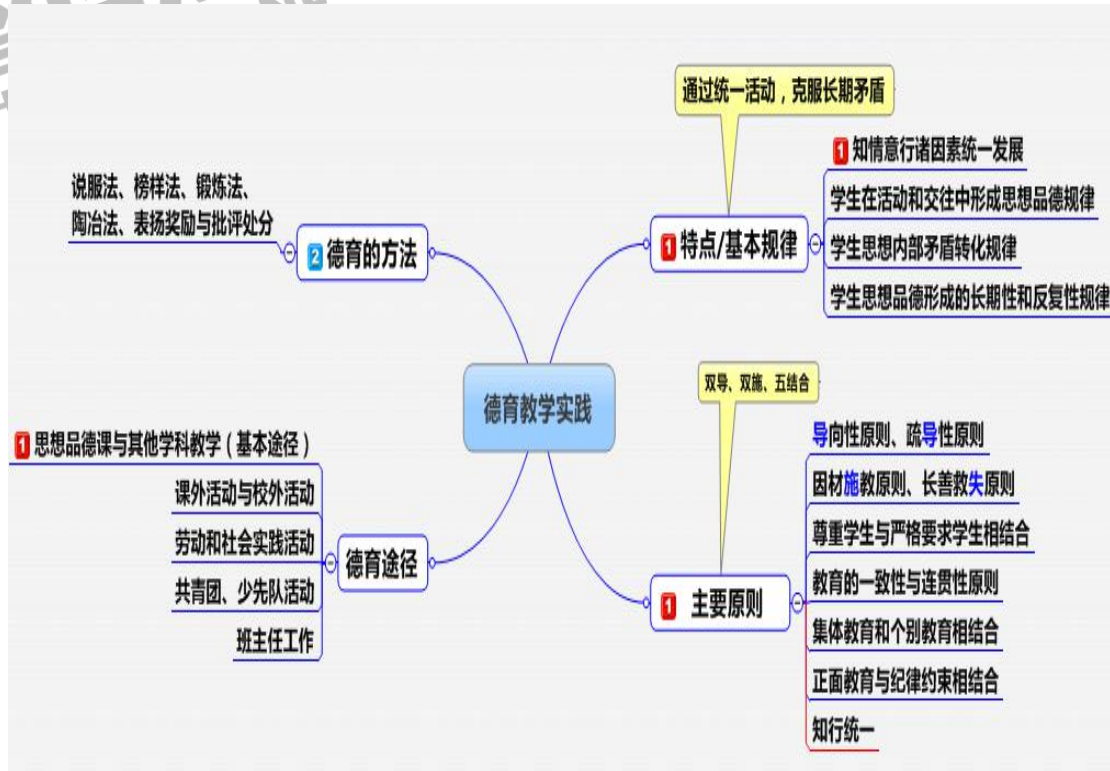 通过统一活动，克服长期矛盾
1 知情意行诸因素统一发展
学生在活动和交往中形成思想品德规律
学生思想内部矛盾转化规律
学生思想品德形成的长期性和反复性规律
1 特点/基本规律
说服法、榜样法、锻炼法、
陶冶法、表扬奖励与批评处分
2 德育的方法
德育教学实践
双导、双施、五结合
导向性原则、疏导性原则
因材施教原则、长善救失原则
尊重学生与严格要求学生相结合
教育的一致性与连贯性原则
集体教育和个别教育相结合
正面教育与纪律约束相结合
知行统一
1 主要原则
1 思想品德课与其他学科教学（基本途径）
课外活动与校外活动
劳动和社会实践活动
共青团、少先队活动
班主任工作
德育途径